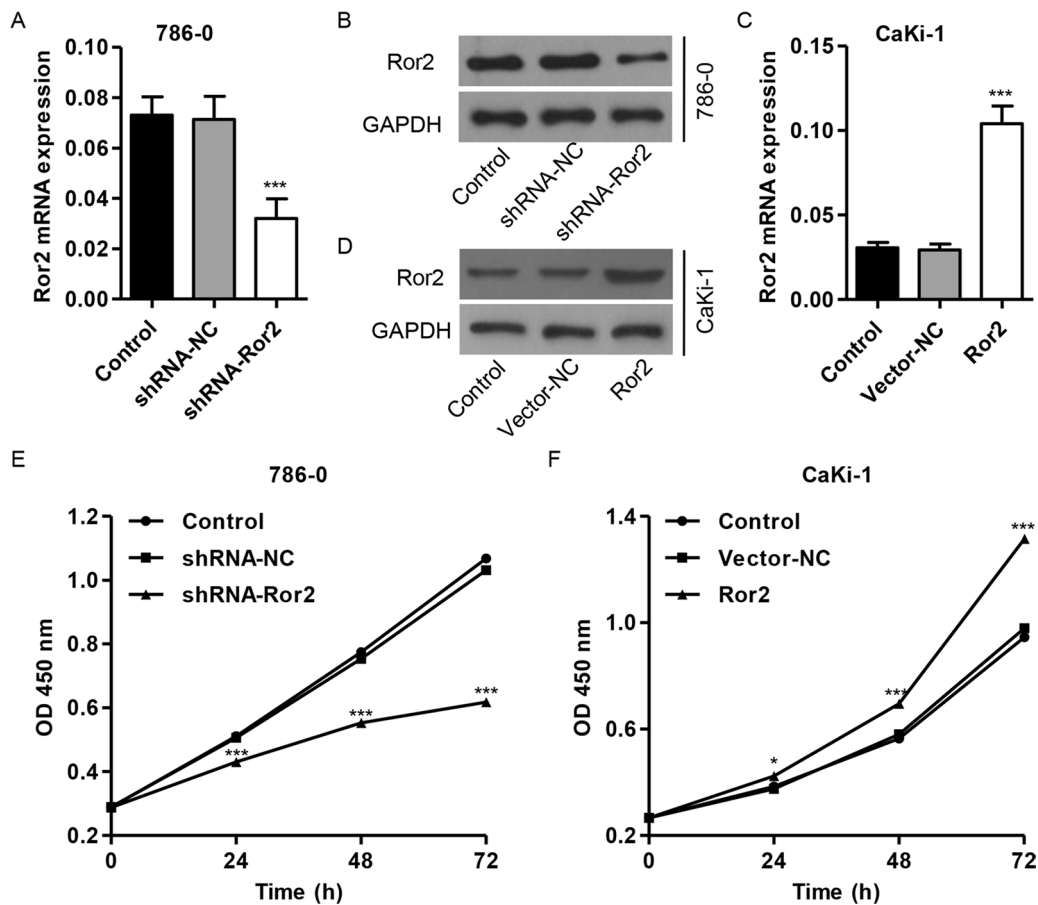 A
786-0
Ror2 mRNA expression
0.10
0.08
0.06
0.04
0.02
0.00
***
Control
shRNA-NC
shRNA-Ror2
B
Ror2
GAPDH
786-0
Control
shRNA-NC
shRNA-Ror2
C
CaKi-1
Ror2 mRNA expression
0.15
0.10
0.05
0.00
***
Control
Vector-NC
Ror2
D
Ror2
GAPDH
CaKi-1
Control
Vector-NC
Ror2
E
786-0
OD 450 nm
1.2
1.0
0.8
0.6
0.4
0.2
Control
shRNA-NC
shRNA-Ror2
***
***
***
0
24
48
72
Time (h)
F
CaKi-1
OD 450 nm
1.4
1.0
0.6
0.2
Control
Vector-NC
Ror2
*
***
***
0
24
48
72
Time (h)